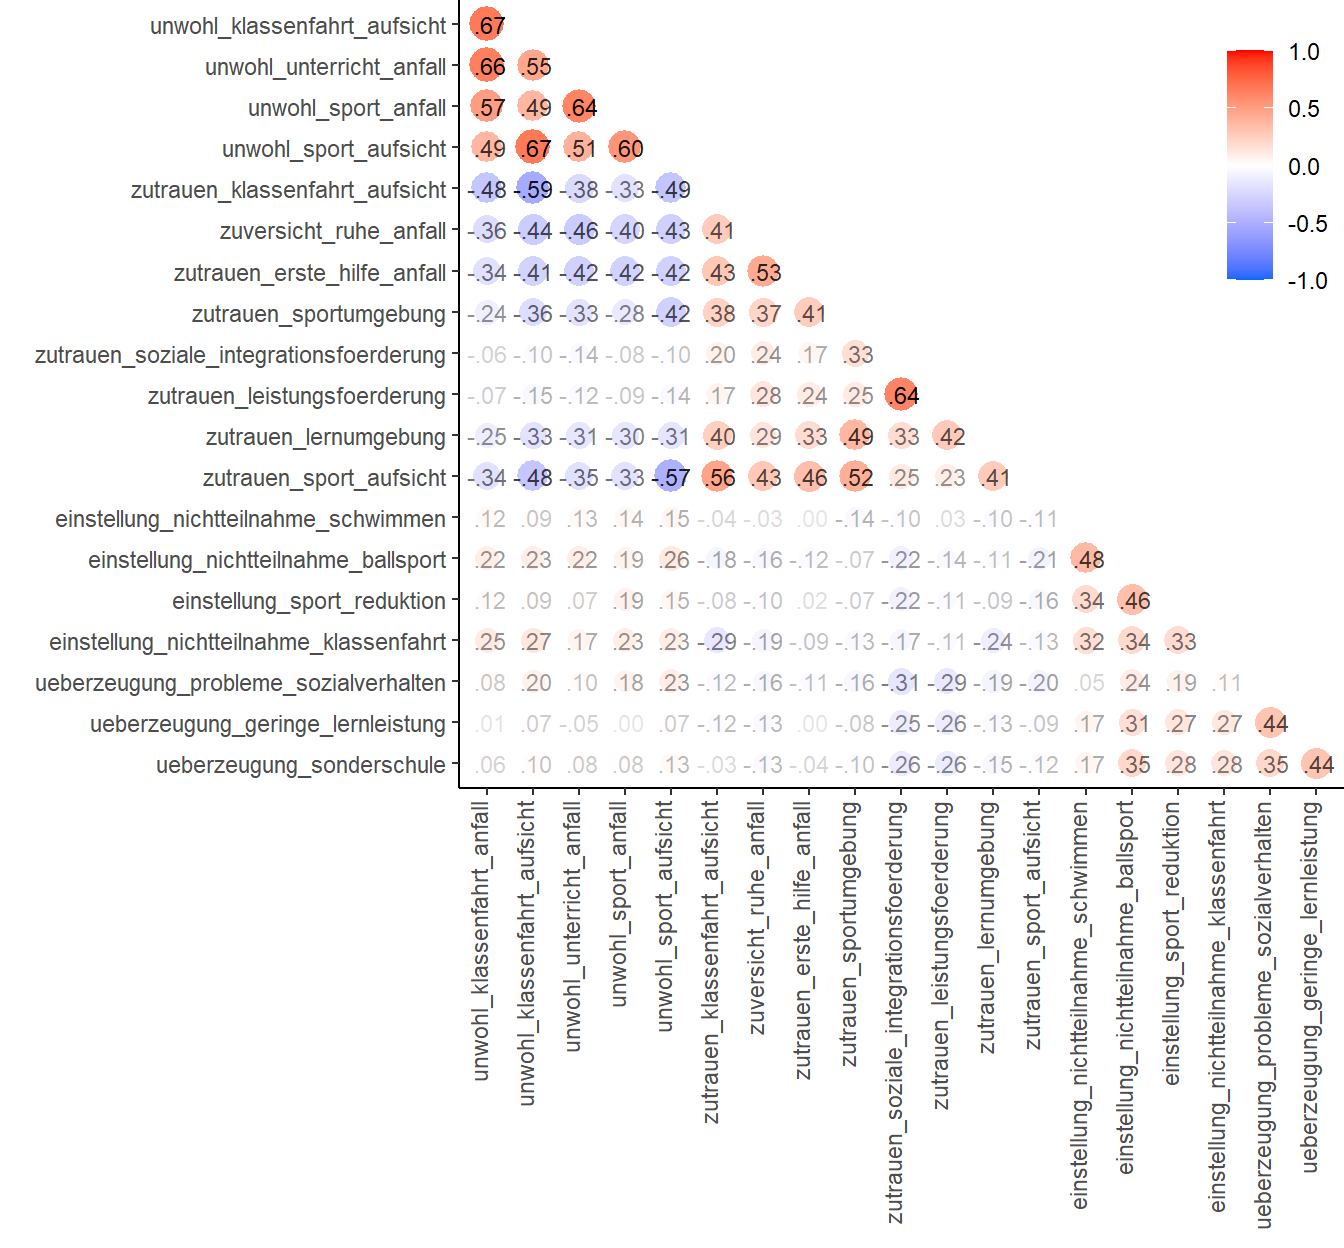 unwohl_klassenfahrt_aufsicht .67
unwohl_unterricht_anfall .66 .55
unwohl_sport_anfall .57 .49 .64
unwohl_sport_aufsicht .49 .67 .51 .60
zutrauen_klassenfahrt_aufsicht -.48 -.59 -.38 -.33 -.49
zuversicht_ruhe_anfall -.36 -.44 -.46 -.40 -.43 .41
zutrauen_erste_hilfe_anfall -.34 -.41 -.42 -.42 -.42 .43 .53
zutrauen_sportumgebung -.24 -.36 -.33 -.28 -.42 .38 .37 .41
zutrauen_soziale_integrationsfoerderung -.06 -.10 -.14 -.08 -.10 .20 .24 .17 .33
zutrauen_leistungsfoerderung -.07 -.15 -.12 -.09 -.14 .17 .28 .24 .25 .64
zutrauen_lernumgebung -.25 -.33 -.31 -.30 -.31 .40 .29 .33 .49 .33 .42
zutrauen_sport_aufsicht -.34 -.48 -.35 -.33 -.57 .56 .43 .46 .52 .25 .23 .41
einstellung_nichtteilnahme_schwimmen .12 .09 .13 .14 .15 -.04 -.03 .00 -.14 -.10 .03 -.10 -.11
einstellung_nichtteilnahme_ballsport .22 .23 .22 .19 .26 -.18 -.16 -.12 -.07 -.22 -.14 -.11 -.21 .48
einstellung_sport_reduktion .12 .09 .07 .19 .15 -.08 -.10 .02 -.07 -.22 -.11 -.09 -.16 .34 .46
einstellung_nichtteilnahme_klassenfahrt .25 .27 .17 .23 .23 -.29 -.19 -.09 -.13 -.17 -.11 -.24 -.13 .32 .34 .33
ueberzeugung_probleme_sozialverhalten .08 .20 .10 .18 .23 -.12 -.16 -.11 -.16 -.31 -.29 -.19 -.20 .05 .24 .19 .11
ueberzeugung_geringe_lernleistung .01 .07 -.05 .00 .07 -.12 -.13 .00 -.08 -.25 -.26 -.13 -.09 .17 .31 .27 .27 .44
ueberzeugung_sonderschule .06 .10 .08 .08 .13 -.03 -.13 -.04 -.10 -.26 -.26 -.15 -.12 .17 .35 .28 .28 .35 .44
unwohl_klassenfahrt_anfall
unwohl_klassenfahrt_aufsicht
unwohl_unterricht_anfall
unwohl_sport_anfall
unwohl_sport_aufsicht
zutrauen_klassenfahrt_aufsicht
zuversicht_ruhe_anfall
zutrauen_erste_hilfe_anfall
zutrauen_sportumgebung
zutrauen_soziale_integrationsfoerderung
zutrauen_leistungsfoerderung
zutrauen_lernumgebung
zutrauen_sport_aufsicht
einstellung_nichtteilnahme_schwimmen
einstellung_nichtteilnahme_ballsport
einstellung_sport_reduktion
einstellung_nichtteilnahme_klassenfahrt
ueberzeugung_probleme_sozialverhalten
ueberzeugung_geringe_lernleistung
1.0
0.5
0.0
-0.5
-1.0